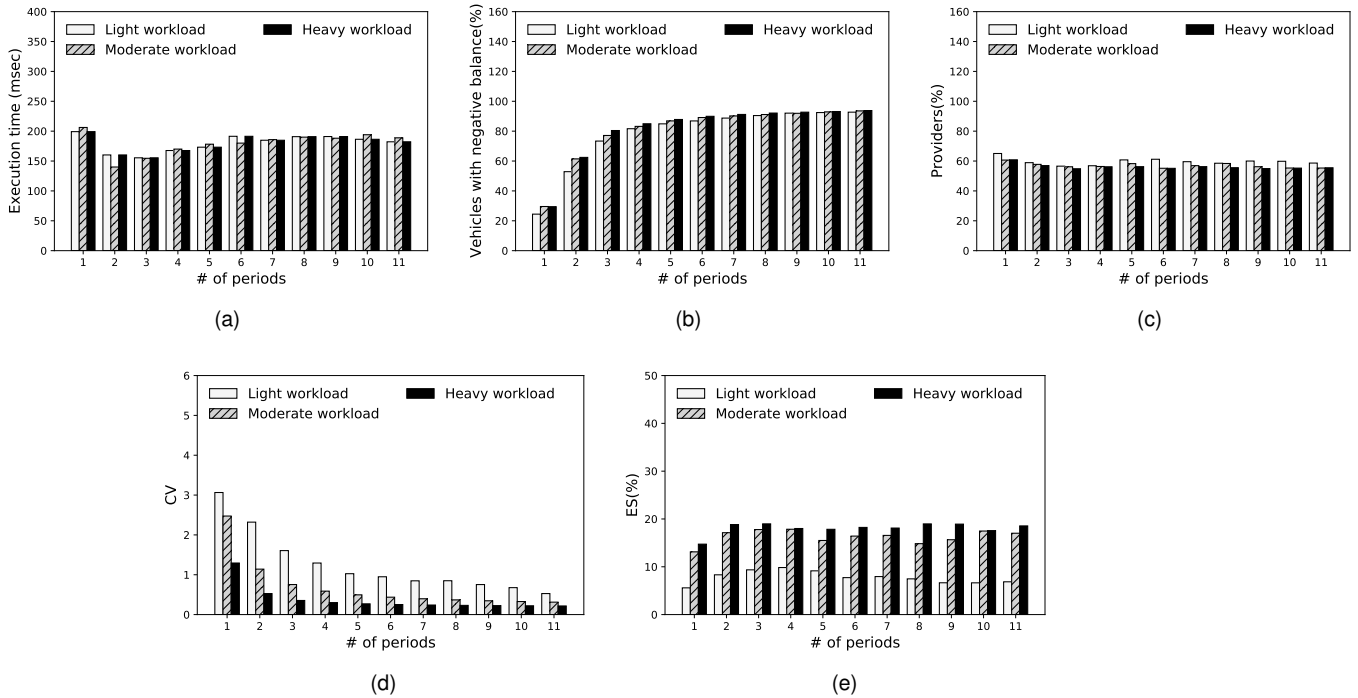 400
350
300
250
200
150
100
50
0
Execution time (msec)
Light workload
Moderate workload
Heavy workload
1 2 3 4 5 6 7 8 9 10 11
# of periods
(a)
160
140
120
100
80
60
40
20
0
Vehicles with negative balance(%)
Light workload
Moderate workload
Heavy workload
1 2 3 4 5 6 7 8 9 10 11
# of periods
(b)
160
140
120
100
80
60
40
20
0
Providers(%)
Light workload
Moderate workload
Heavy workload
1 2 3 4 5 6 7 8 9 10 11
# of periods
(c)
6
5
4
3
2
1
0
CV
Light workload
Moderate workload
Heavy workload
1 2 3 4 5 6 7 8 9 10 11
# of periods
(d)
50
40
30
20
10
0
ES(%)
Light workload
Moderate workload
Heavy workload
1 2 3 4 5 6 7 8 9 10 11
# of periods
(e)